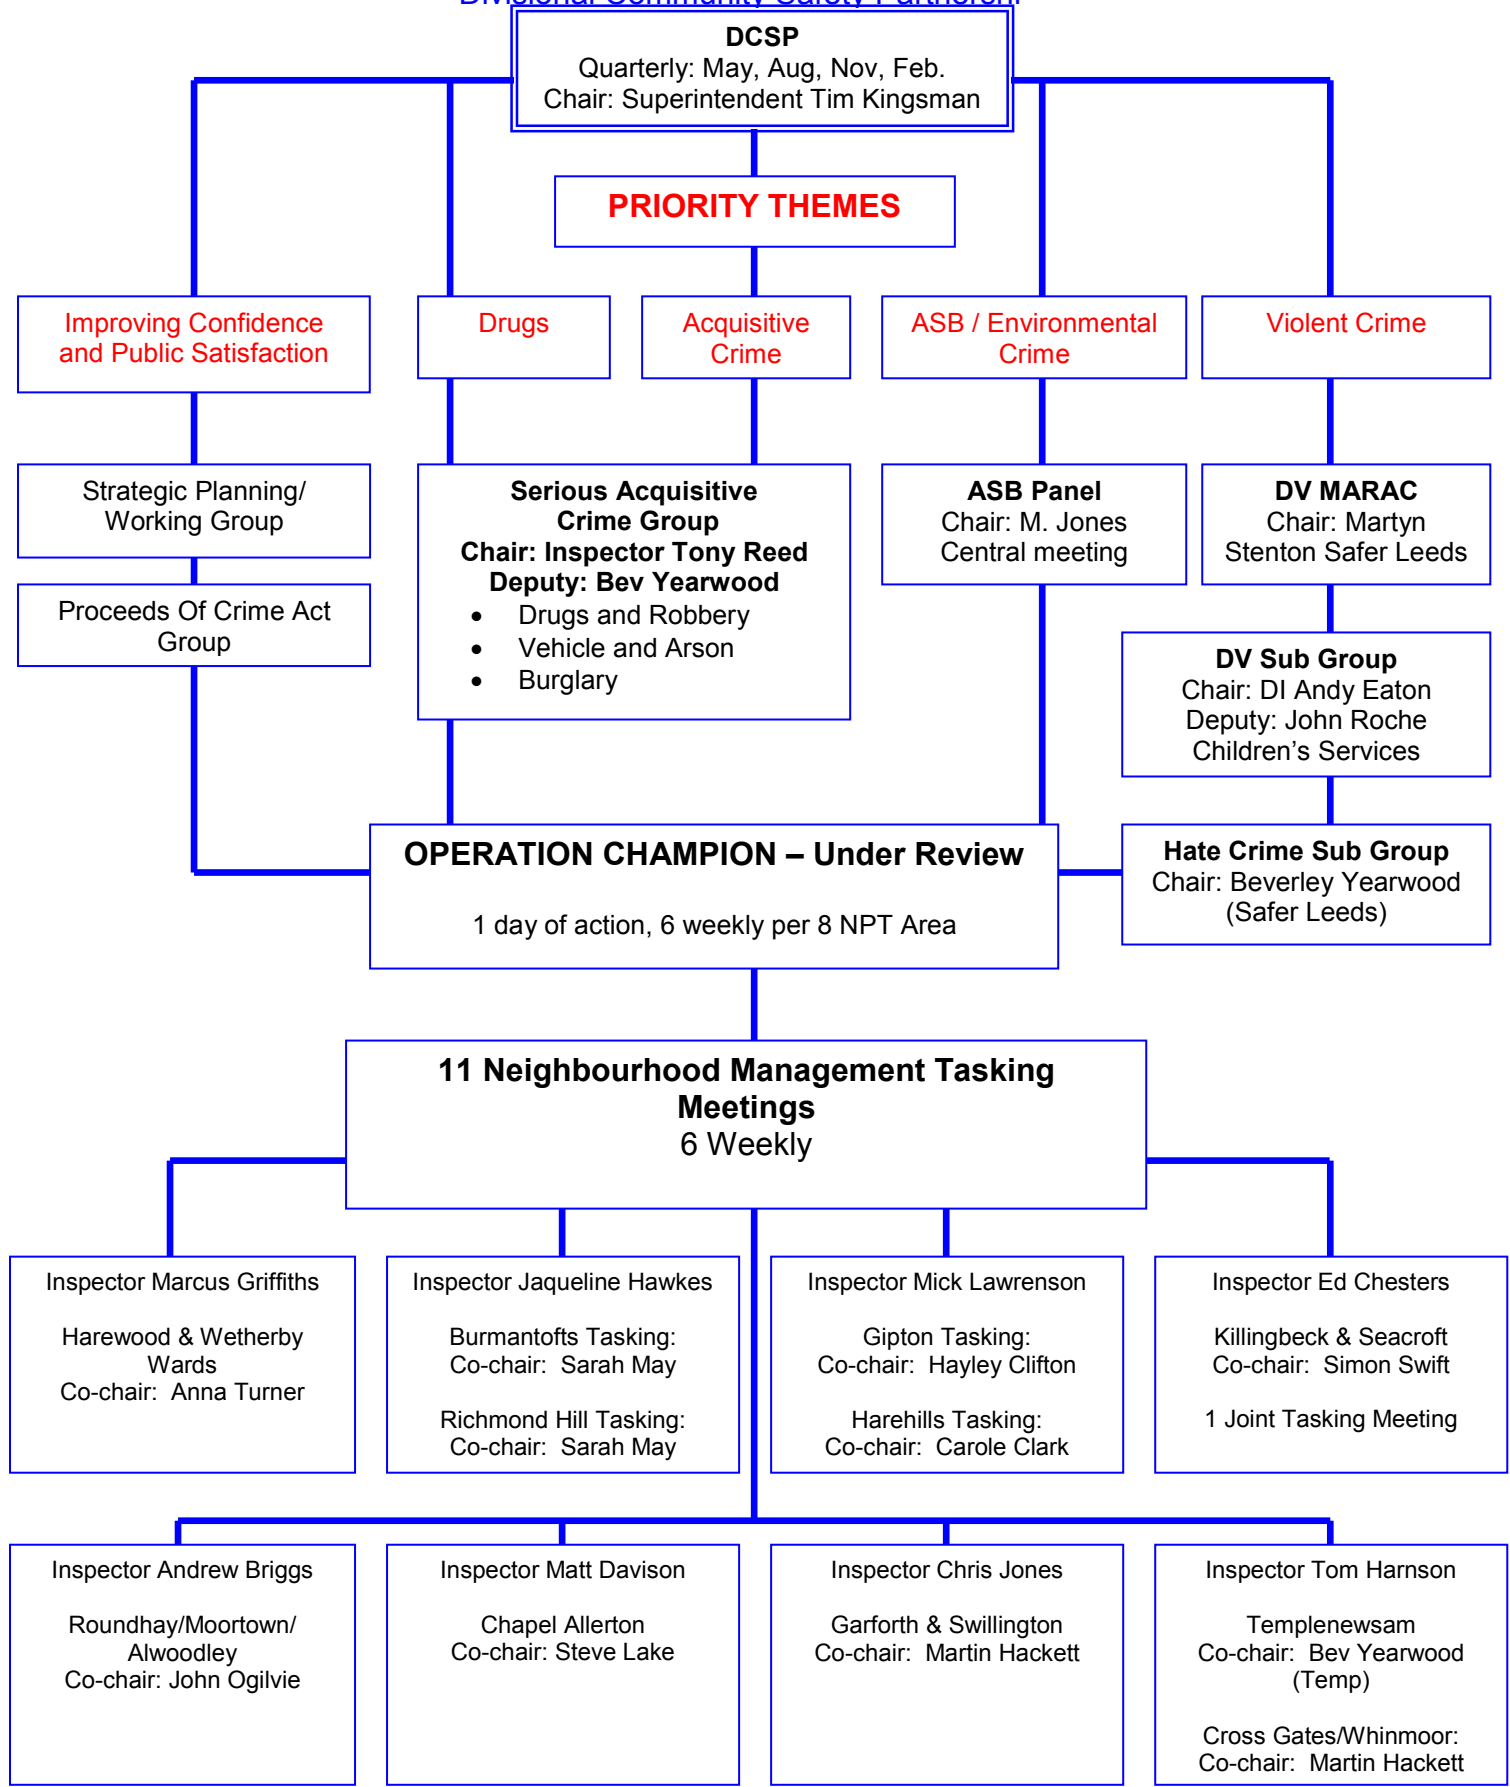 Divisional Community Safety Partnershi
DCSP
Quarterly: May, Aug, Nov, Feb.
Chair: Superintendent Tim Kingsman
PRIORITY THEMES
Improving Confidence
and Public Satisfaction
Drugs
Acquisitive
Crime
ASB / Environmental
Crime
Violent Crime
Strategic Planning/
Working Group
Proceeds Of Crime Act
Group
Serious Acquisitive
Crime Group
Chair: Inspector Tony Reed
Deputy: Bev Yearwood
• Drugs and Robbery
• Vehicle and Arson
• Burglary
ASB Panel
Chair: M. Jones
Central meeting
DV MARAC
Chair: Martyn
Stenton Safer Leeds
DV Sub Group
Chair: DI Andy Eaton
Deputy: John Roche
Children's Services
OPERATION CHAMPION – Under Review
1 day of action, 6 weekly per 8 NPT Area
Hate Crime Sub Group
Chair: Beverley Yearwood
(Safer Leeds)
11 Neighbourhood Management Tasking
Meetings
6 Weekly
Inspector Marcus Griffiths
Harewood & Wetherby
Wards
Co-chair: Anna Turner
Inspector Jaqueline Hawkes
Burmantofts Tasking:
Co-chair: Sarah May
Richmond Hill Tasking:
Co-chair: Sarah May
Inspector Mick Lawrenson
Gipton Tasking:
Co-chair: Hayley Clifton
Harehills Tasking:
Co-chair: Carole Clark
Inspector Ed Chesters
Killingbeck & Seacroft
Co-chair: Simon Swift
1 Joint Tasking Meeting
Inspector Andrew Briggs
Roundhay/Moortown/
Alwoodley
Co-chair: John Ogilvie
Inspector Matt Davison
Chapel Allerton
Co-chair: Steve Lake
Inspector Chris Jones
Garforth & Swillington
Co-chair: Martin Hackett
Inspector Tom Harnson
Templenewsam
Co-chair: Bev Yearwood
(Temp)
Cross Gates/Whinmoor:
Co-chair: Martin Hackett